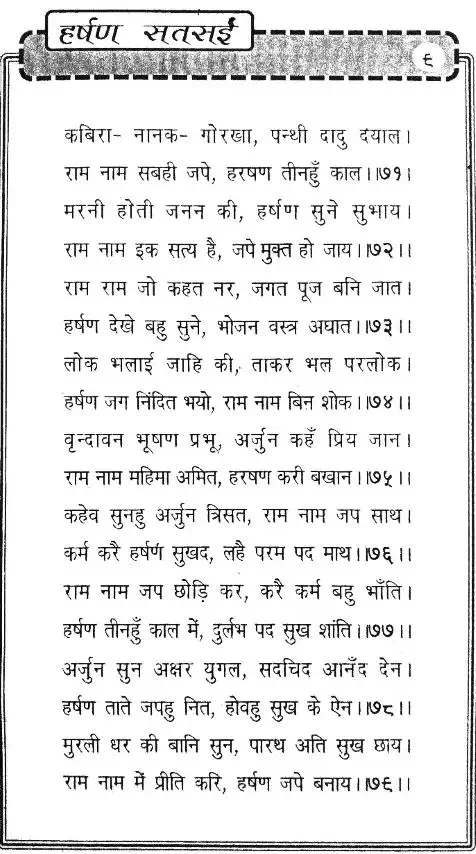 हर्षण सतसई
९
कबिरा- नानक- गोरखा, पन्थी दादु दयाल।
राम नाम सबही जपे, हरषण तीनहुँ काल।।७१।
मरनी होती जनन की, हर्षण सुने सुभाय।
राम नाम इक सत्य है, जपे मुक्त हो जाय।।७२।।
राम राम जो कहत नर, जगत पूज बनि जात।
हर्षण देखे बहु सुने, भोजन वस्त्र अघात।।७३।।
लोक भलाई जाहि की, ताकर भल परलोक।
हर्षण जग निंदित भयो, राम नाम बिन शोक।।७४।।
वृन्दावन भूषण प्रभू, अर्जुन कहँ प्रिय जान।
राम नाम महिमा अमित, हरषण करी बखान।।७५।।
कहेव सुनहु अर्जुन त्रिसत, राम नाम जप साथ।
कर्म करै हर्षण सुखद, लहै परम पद माथ।।७६।।
राम नाम जप छोड़ि कर, करै कर्म बहु भाँति।
हर्षण तीनहुँ काल में, दुर्लभ पद सुख शांति।।७७।।
अर्जुन सुन अक्षर युगल, सदचिद आनँद देन।
हर्षण ताते जपहु नित, होवहु सुख के ऐन।।७८।।
मुरली धर की बानि सुन, पारथ अति सुख छाय।
राम नाम में प्रीति करि, हर्षण जपे बनाय।।७९।।